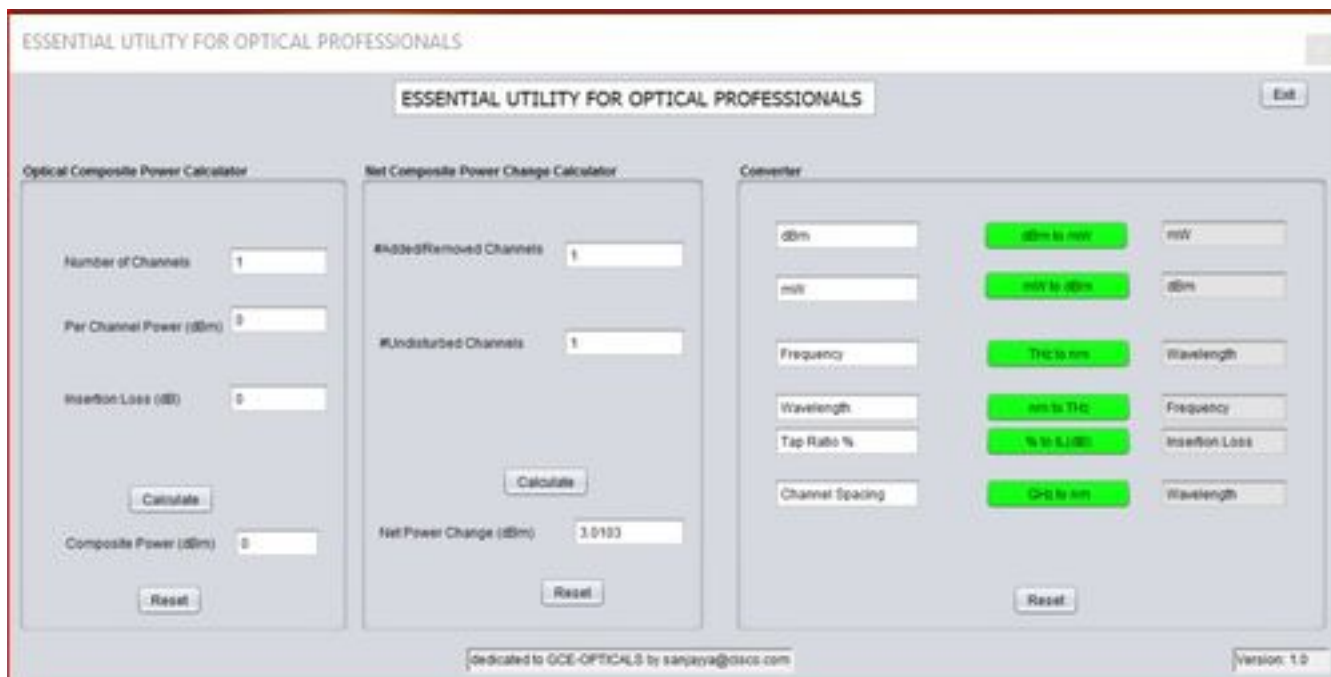 ESSENTIAL UTILITY FOR OPTICAL PROFESSIONALS
ESSENTIAL UTILITY FOR OPTICAL PROFESSIONALS
Exit
Optical Composite Power Calculator
Number of Channels
1
Per Channel Power (dBm)
0
Insertion Loss (dB)
0
Calculate
Composite Power (dBm)
0
Reset
Net Composite Power Change Calculator
#Added/Removed Channels
1
#Undisturbed Channels
1
Calculate
Net Power Change (dBm)
3.0103
Reset
Converter
dBm
dBm to mW
mW
mW
mW to dBm
dBm
Frequency
THz to nm
Wavelength
Wavelength
nm to THz
Frequency
Tap Ratio %
% to IL(dB)
Insertion Loss
Channel Spacing
GHz to nm
Wavelength
Reset
dedicated to GCE-OPTICALS by sanjayya@cisco.com
Version: 1.0